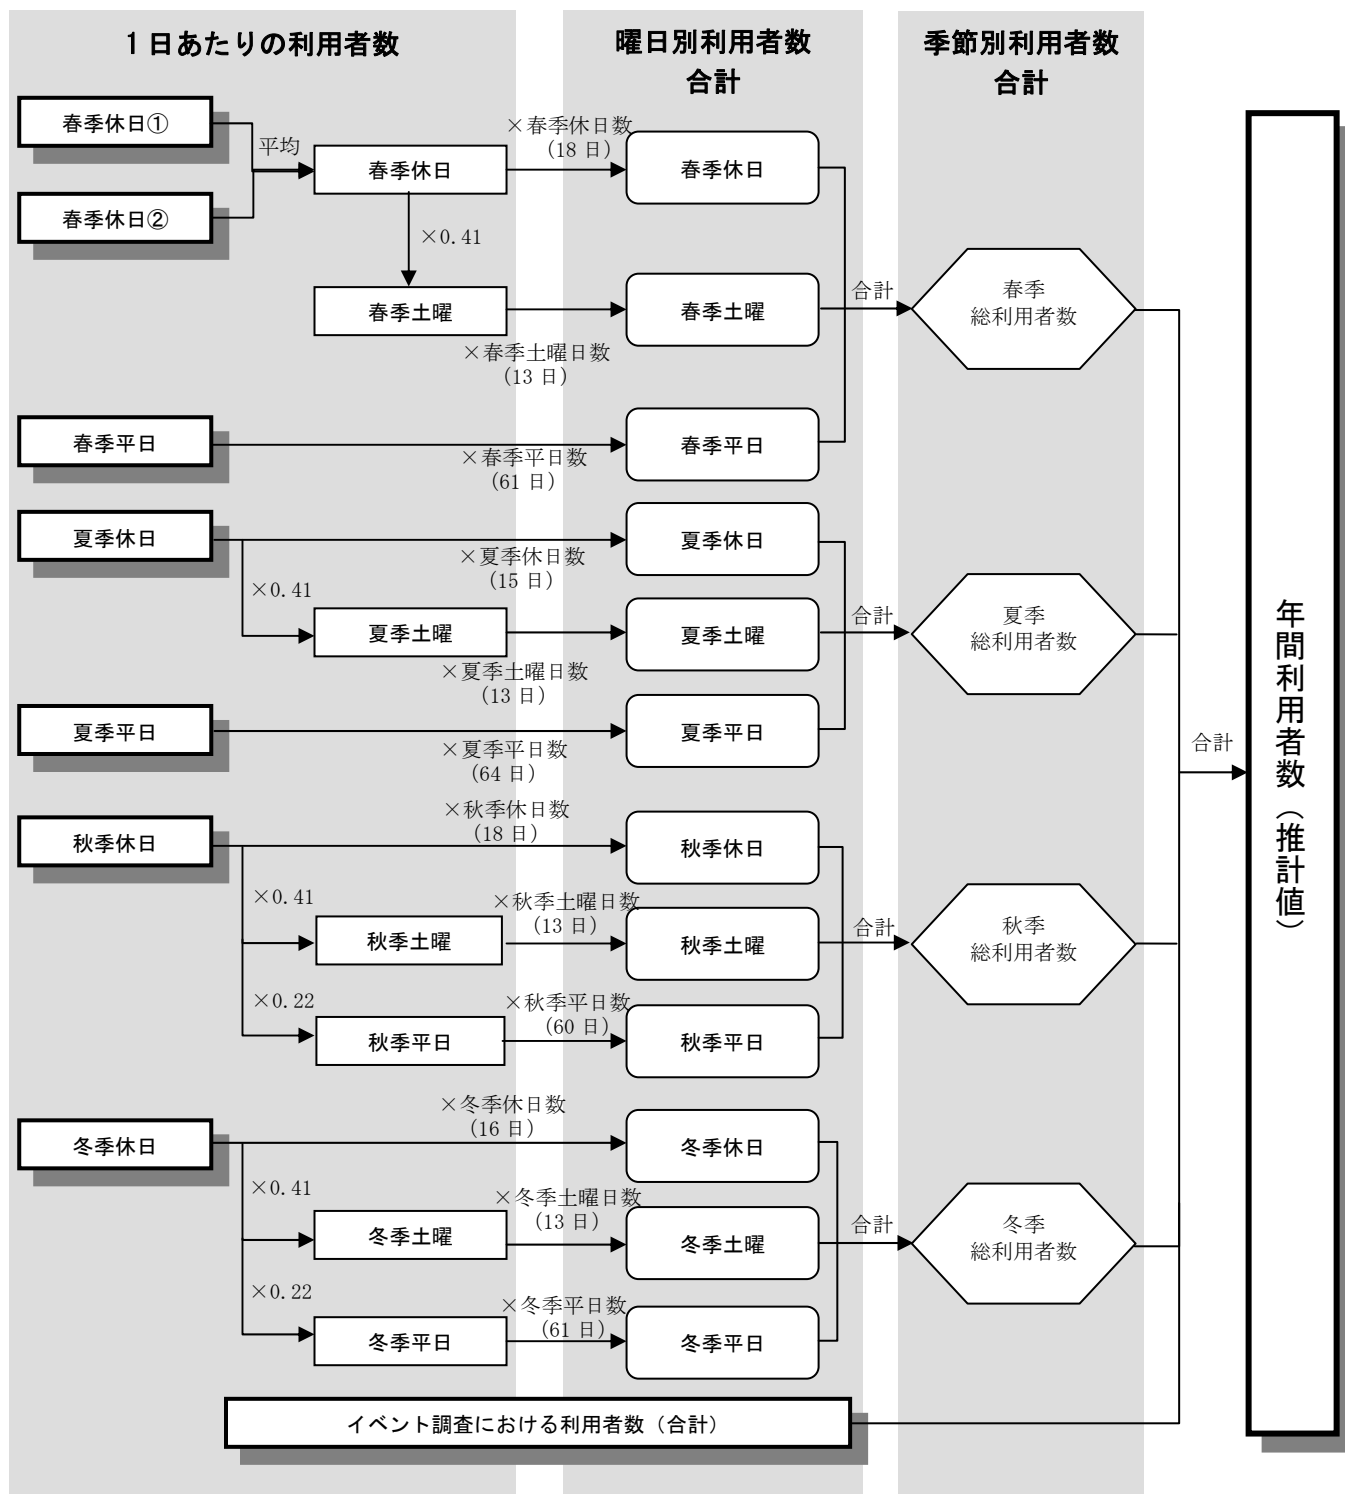 1日あたりの利用者数
曜日別利用者数
合計
季節別利用者数
合計
春季休日①
春季休日②
平均
春季休日
×春季休日数
(18日)
春季休日
×0.41
春季土曜
×春季土曜日数
(13日)
春季土曜
合計
春季
総利用者数
春季平日
×春季平日数
(61日)
春季平日
夏季休日
×夏季休日数
(15日)
夏季休日
×0.41
夏季土曜
×夏季土曜日数
(13日)
夏季土曜
合計
夏季
総利用者数
夏季平日
×夏季平日数
(64日)
夏季平日
秋季休日
×秋季休日数
(18日)
秋季休日
×0.41
秋季土曜
×秋季土曜日数
(13日)
秋季土曜
合計
秋季
総利用者数
×0.22
秋季平日
×秋季平日数
(60日)
秋季平日
冬季休日
×冬季休日数
(16日)
冬季休日
×0.41
冬季土曜
×冬季土曜日数
(13日)
冬季土曜
合計
冬季
総利用者数
×0.22
冬季平日
×冬季平日数
(61日)
冬季平日
イベント調査における利用者数（合計）
合計
年間利用者数（推計値）